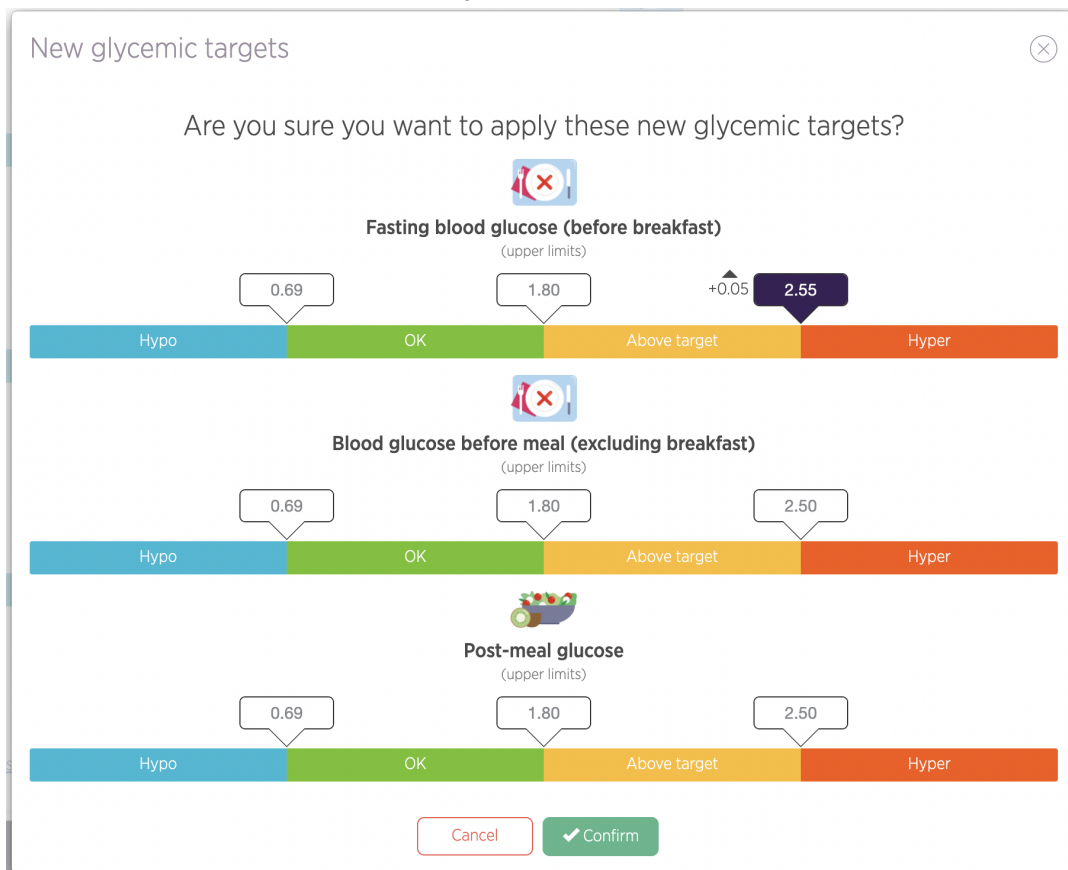 New glycemic targets
Are you sure you want to apply these new glycemic targets?
Fasting blood glucose (before breakfast)
(upper limits)
0.69 1.80 +0.05 2.55
Hypo OK Above target Hyper
Blood glucose before meal (excluding breakfast)
(upper limits)
0.69 1.80 2.50
Hypo OK Above target Hyper
Post-meal glucose
(upper limits)
0.69 1.80 2.50
Hypo OK Above target Hyper
Cancel Confirm